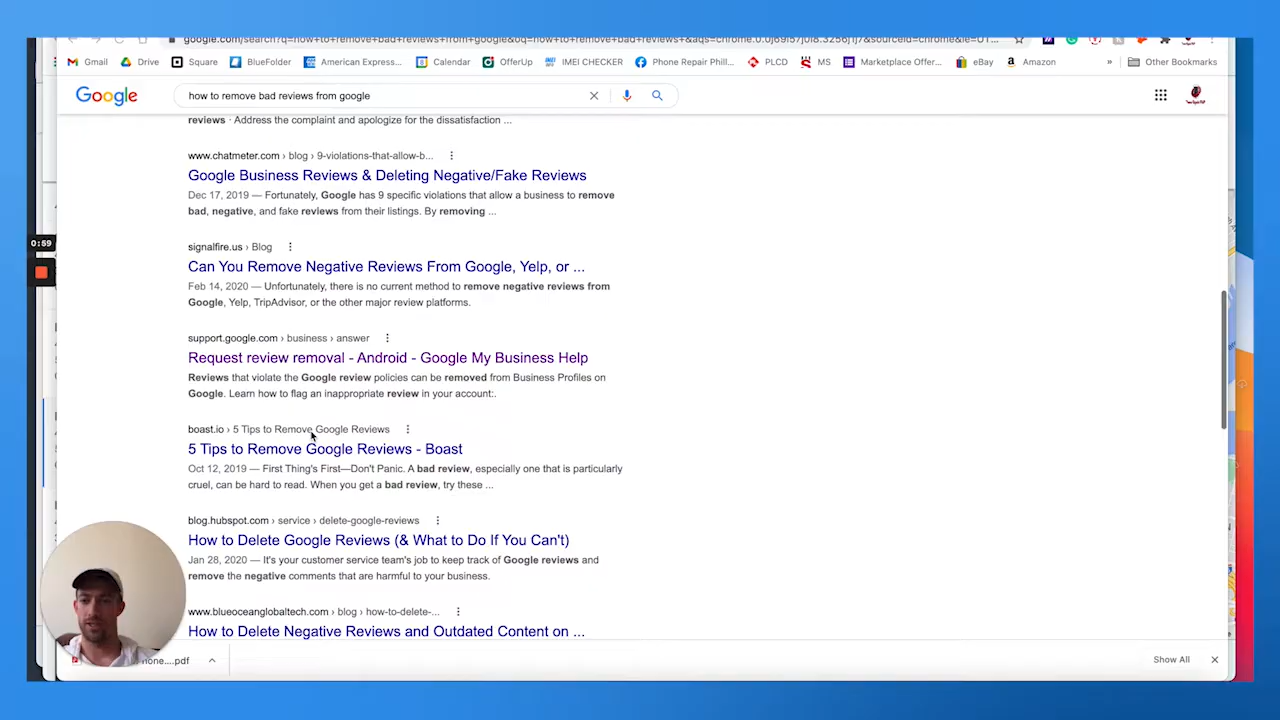 Gmail Drive Square BlueFolder American Express... Calendar OfferUp IMEI CHECKER Phone Repair Phill... PLCD MS Marketplace Offer... eBay Amazon » Other Bookmarks
Google how to remove bad reviews from google
reviews · Address the complaint and apologize for the dissatisfaction ...
www.chatmeter.com › blog › 9-violations-that-allow-b...
Google Business Reviews & Deleting Negative/Fake Reviews
Dec 17, 2019 — Fortunately, Google has 9 specific violations that allow a business to remove
bad, negative, and fake reviews from their listings. By removing ...
signalfire.us › Blog
0:59
Can You Remove Negative Reviews From Google, Yelp, or ...
Feb 14, 2020 — Unfortunately, there is no current method to remove negative reviews from
Google, Yelp, TripAdvisor, or the other major review platforms.
support.google.com › business › answer
Request review removal - Android - Google My Business Help
Reviews that violate the Google review policies can be removed from Business Profiles on
Google. Learn how to flag an inappropriate review in your account:.
boast.io › 5 Tips to Remove Google Reviews
5 Tips to Remove Google Reviews - Boast
Oct 12, 2019 — First Thing's First—Don't Panic. A bad review, especially one that is particularly
cruel, can be hard to read. When you get a bad review, try these ...
blog.hubspot.com › service › delete-google-reviews
How to Delete Google Reviews (& What to Do If You Can't)
Jan 28, 2020 — It's your customer service team's job to keep track of Google reviews and
remove the negative comments that are harmful to your business.
www.blueoceanglobaltech.com › blog › how-to-delete-...
How to Delete Negative Reviews and Outdated Content on ...
none....pdf Show All